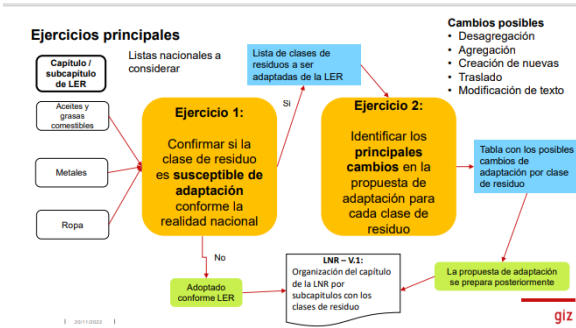 Ejercicios principales
Cambios posibles
• Desagregación
• Agregación
• Creación de nuevas
• Traslado
• Modificación de texto
Capítulo /
subcapítulo
de LER
Listas nacionales a
considerar
Lista de clases de
residuos a ser
adaptadas de la LER
Aceites y
grasas
comestibles
Metales
Ropa
Ejercicio 1:
Confirmar si la
clase de residuo
es susceptible de
adaptación
conforme la
realidad nacional
Si
No
Ejercicio 2:
Identificar los
principales
cambios en la
propuesta de
adaptación para
cada clase de
residuo
Tabla con los posibles
cambios de
adaptación por clase
de residuo
Adoptado
conforme LER
LNR – V.1:
Organización del capítulo
de la LNR por
subcapítulos con los
clases de residuo
La propuesta de adaptación
se prepara posteriormente
20/11/2022
giz